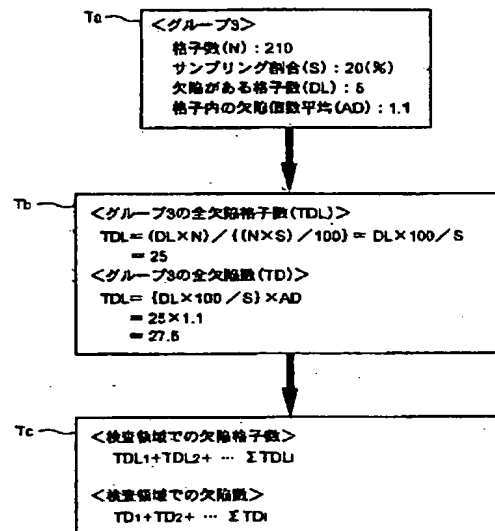 Ta
<グループ3>
格子数(N):210
サンプリング割合(S):20(%)
欠陥がある格子数(DL):5
格子内の欠陥個数平均(AD):1.1
Tb
<グループ3の全欠陥格子数(TDL)>
TDL=(DL×N)/{(N×S)/100}=DL×100/S
=25
<グループ3の全欠陥数(TD)>
TDL={DL×100/S}×AD
=25×1.1
=27.5
Tc
<検査領域での欠陥格子数>
TDL1+TDL2+ … ΣTDLi
<検査領域での欠陥数>
TD1+TD2+ … ΣTDi